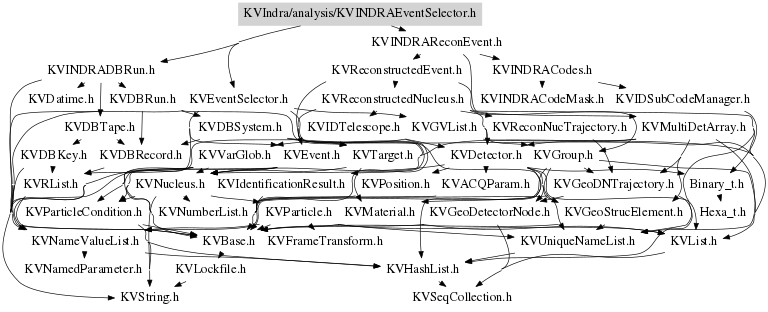 KVIndra/analysis/KVINDRAEventSelector.h
KVINDRAReconEvent.h
KVINDRADBRun.h KVReconstructedEvent.h KVINDRACodes.h
KVDatime.h KVDBRun.h KVEventSelector.h KVReconstructedNucleus.h KVINDRACodeMask.h KVIDSubCodeManager.h
KVDBTape.h KVDBSystem.h KVIDTelescope.h KVGVList.h KVReconNucTrajectory.h KVMultiDetArray.h
KVDBKey.h KVDBRecord.h KVVarGlob.h KVEvent.h KVTarget.h KVDetector.h KVGroup.h
KVRList.h KVNucleus.h KVIdentificationResult.h KVPosition.h KVACQParam.h KVGeoDNTrajectory.h Binary_t.h
KVParticleCondition.h KVNumberList.h KVParticle.h KVMaterial.h KVGeoDetectorNode.h KVGeoStrucElement.h Hexa_t.h
KVNameValueList.h KVBase.h KVFrameTransform.h KVUniqueNameList.h KVList.h
KVNamedParameter.h KVLockfile.h KVHashList.h
KVString.h KVSeqCollection.h